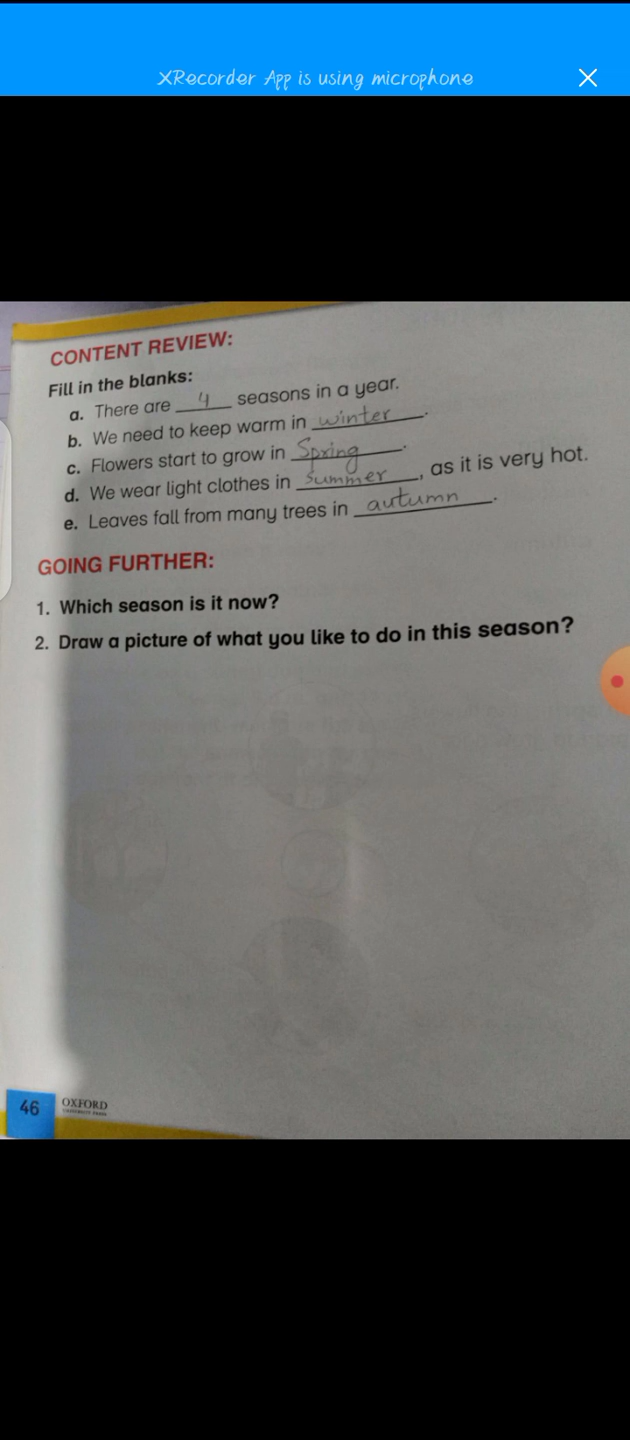 XRecorder App is using microphone
CONTENT REVIEW:
Fill in the blanks:
a. There are 4 seasons in a year.
b. We need to keep warm in winter.
c. Flowers start to grow in Spring.
d. We wear light clothes in summer, as it is very hot.
e. Leaves fall from many trees in autumn.
GOING FURTHER:
1. Which season is it now?
2. Draw a picture of what you like to do in this season?
46
OXFORD
UNIVERSITY PRESS